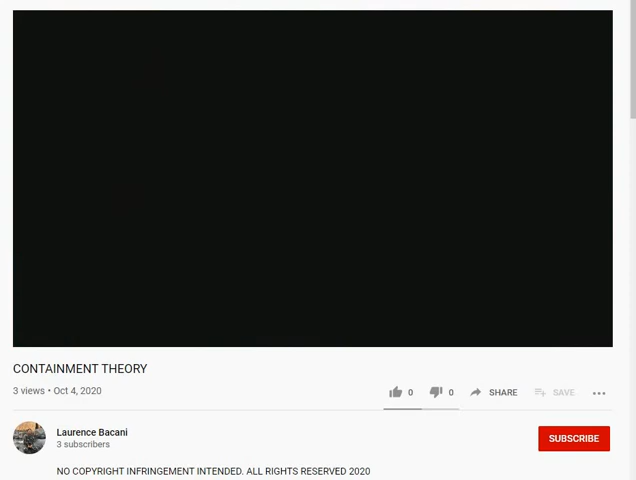 CONTAINMENT THEORY
3 views • Oct 4, 2020
0 0 SHARE SAVE
Laurence Bacani
3 subscribers
SUBSCRIBE
NO COPYRIGHT INFRINGEMENT INTENDED. ALL RIGHTS RESERVED 2020